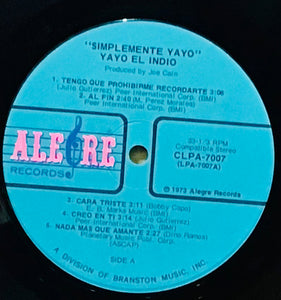 "SIMPLEMENTE YAYO"
YAYO EL INDIO
Produced by Joe Cain
1. TENGO QUE PROHIBIRME RECORDARTE 3:06
(Julio Gutierrez) Peer International Corp. (BMI)
2. AL FIN 2:40 (M. Perez Morales)
Peer International Corp. (BMI)
ALEGRE
RECORDS
33-1/3 RPM
Compatible Stereo
CLPA-7007
(LPA-7007A)
℗ 1973 Alegre Records
3. CARA TRISTE 2:11 (Bobby Capo)
E. B. Marks Music (BMI)
4. CREO EN TI 3:14 (Julio Gutierrez)
Peer International Corp. (BMI)
5. NADA MAS QUE AMANTE 2:27 (Dino Ramos)
Planetary Music Publ. Corp.
(ASCAP)
SIDE A
A DIVISION OF BRANSTON MUSIC, INC.